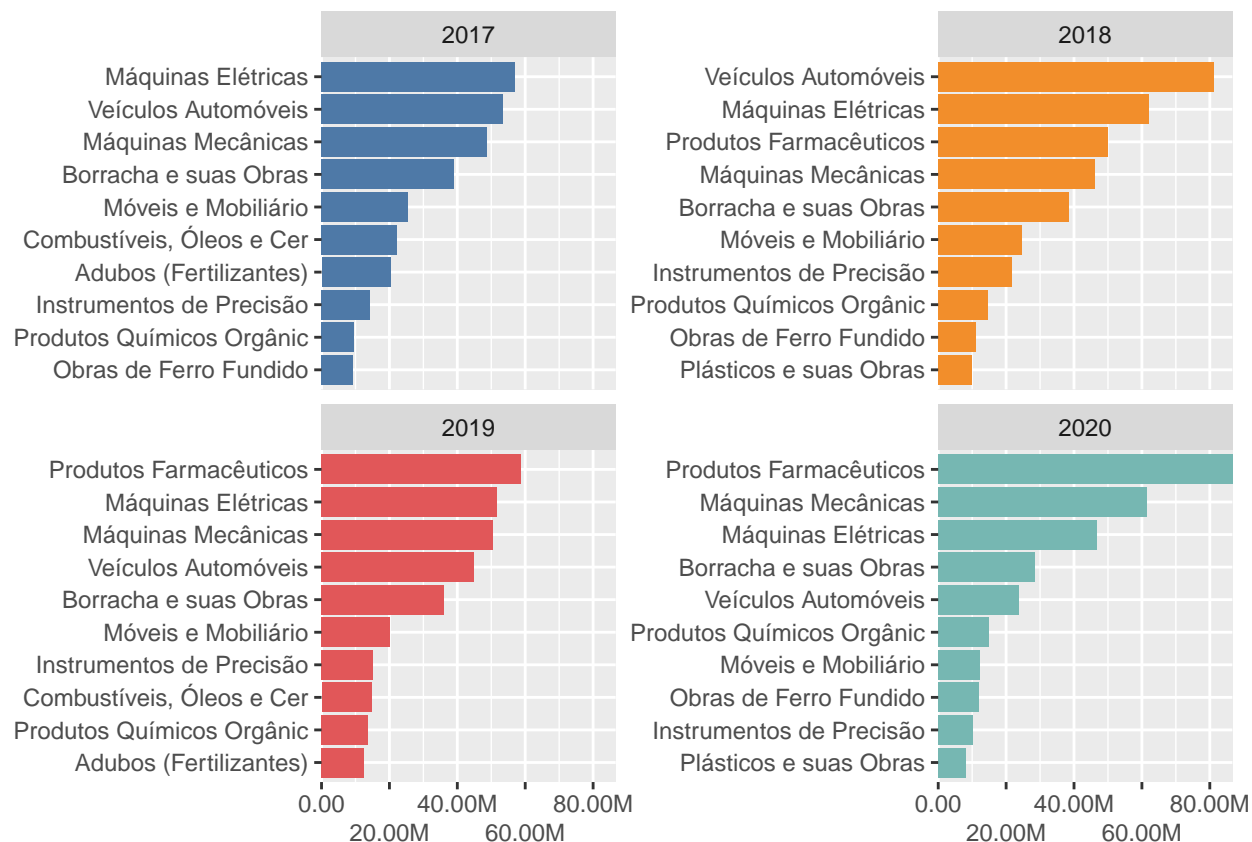 2017
Máquinas Elétricas
Veículos Automóveis
Máquinas Mecânicas
Borracha e suas Obras
Móveis e Mobiliário
Combustíveis, Óleos e Cer
Adubos (Fertilizantes)
Instrumentos de Precisão
Produtos Químicos Orgânic
Obras de Ferro Fundido
2018
Veículos Automóveis
Máquinas Elétricas
Produtos Farmacêuticos
Máquinas Mecânicas
Borracha e suas Obras
Móveis e Mobiliário
Instrumentos de Precisão
Produtos Químicos Orgânic
Obras de Ferro Fundido
Plásticos e suas Obras
2019
Produtos Farmacêuticos
Máquinas Elétricas
Máquinas Mecânicas
Veículos Automóveis
Borracha e suas Obras
Móveis e Mobiliário
Instrumentos de Precisão
Combustíveis, Óleos e Cer
Produtos Químicos Orgânic
Adubos (Fertilizantes)
0.00 40.00M 80.00M
20.00M 60.00M
2020
Produtos Farmacêuticos
Máquinas Mecânicas
Máquinas Elétricas
Borracha e suas Obras
Veículos Automóveis
Produtos Químicos Orgânic
Móveis e Mobiliário
Obras de Ferro Fundido
Instrumentos de Precisão
Plásticos e suas Obras
0.00 40.00M 80.00M
20.00M 60.00M